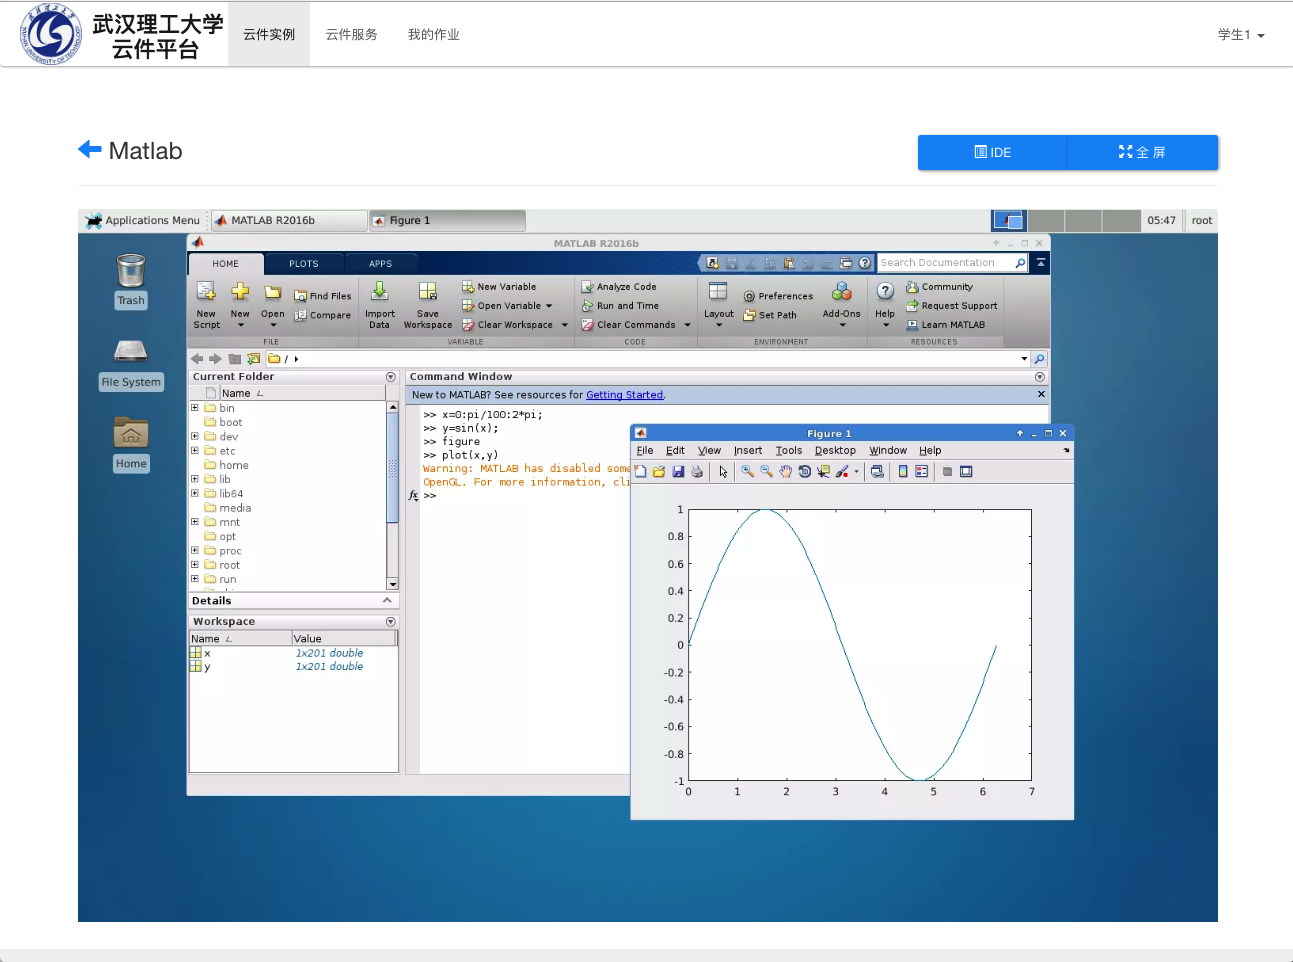 武汉理工大学
云件平台
云件实例
云件服务
我的作业
学生1
Matlab
IDE
全 屏
Applications Menu
MATLAB R2016b
Figure 1
05:47
root
Trash
File System
Home
MATLAB R2016b
HOME
PLOTS
APPS
Search Documentation
New Script
New
Open
Find Files
Compare
Import Data
Save Workspace
New Variable
Open Variable
Clear Workspace
Analyze Code
Run and Time
Clear Commands
Layout
Preferences
Set Path
Add-Ons
Help
Community
Request Support
Learn MATLAB
FILE
VARIABLE
CODE
ENVIRONMENT
RESOURCES
/
Current Folder
Name
bin
boot
dev
etc
home
lib
lib64
media
mnt
opt
proc
root
run
Details
Workspace
Name
Value
x
1x201 double
y
1x201 double
Command Window
New to MATLAB? See resources for Getting Started.
>> x=0:pi/100:2*pi;
>> y=sin(x);
>> figure
>> plot(x,y)
Warning: MATLAB has disabled some
OpenGL. For more information, cli
fx >>
Figure 1
File Edit View Insert Tools Desktop Window Help
1
0.8
0.6
0.4
0.2
0
-0.2
-0.4
-0.6
-0.8
-1
0 1 2 3 4 5 6 7